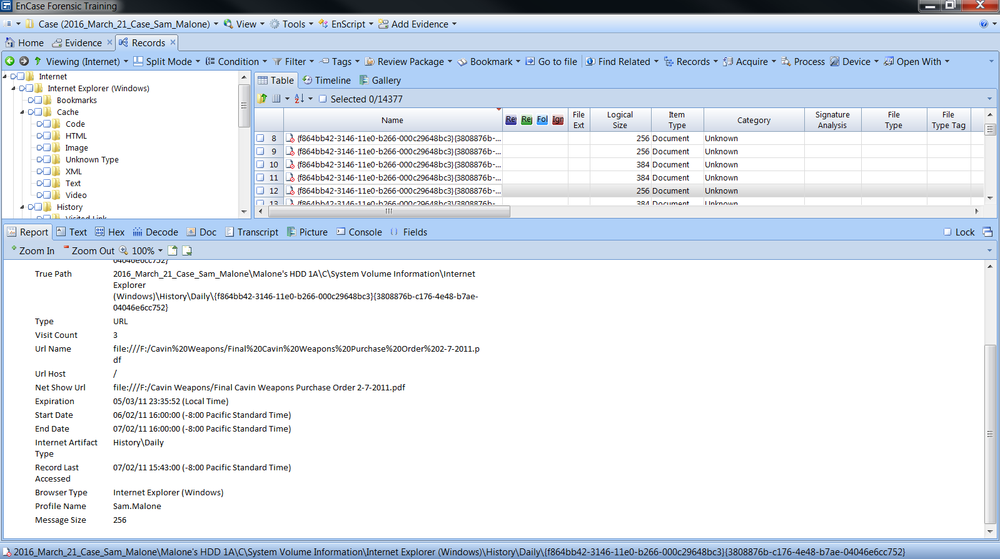 EnCase Forensic Training
Case (2016_March_21_Case_Sam_Malone) View Tools EnScript Add Evidence
Home Evidence Records
Viewing (Internet) Split Mode Condition Filter Tags Review Package Bookmark Go to file Find Related Records Acquire Process Device Open With
Internet
Internet Explorer (Windows)
Bookmarks
Cache
Code
HTML
Image
Unknown Type
XML
Text
Video
History
Visited Link
Table Timeline Gallery
Selected 0/14377
Name Re Re Fol Ign File Ext Logical Size Item Type Category Signature Analysis File Type File Type Tag
8 {f864bb42-3146-11e0-b266-000c29648bc3}{3808876b-... 256 Document Unknown
9 {f864bb42-3146-11e0-b266-000c29648bc3}{3808876b-... 256 Document Unknown
10 {f864bb42-3146-11e0-b266-000c29648bc3}{3808876b-... 384 Document Unknown
11 {f864bb42-3146-11e0-b266-000c29648bc3}{3808876b-... 384 Document Unknown
12 {f864bb42-3146-11e0-b266-000c29648bc3}{3808876b-... 256 Document Unknown
13 {f864bb42-3146-11e0-b266-000c29648bc3}{3808876b-... 384 Document Unknown
Report Text Hex Decode Doc Transcript Picture Console Fields Lock
Zoom In Zoom Out 100%
04046e6cc752}
True Path 2016_March_21_Case_Sam_Malone\Malone's HDD 1A\C\System Volume Information\Internet
Explorer
(Windows)\History\Daily\{f864bb42-3146-11e0-b266-000c29648bc3}{3808876b-c176-4e48-b7ae-
04046e6cc752}
Type URL
Visit Count 3
Url Name file:///F:/Cavin%20Weapons/Final%20Cavin%20Weapons%20Purchase%20Order%202-7-2011.p
df
Url Host /
Net Show Url file:///F:/Cavin Weapons/Final Cavin Weapons Purchase Order 2-7-2011.pdf
Expiration 05/03/11 23:35:52 (Local Time)
Start Date 06/02/11 16:00:00 (-8:00 Pacific Standard Time)
End Date 07/02/11 16:00:00 (-8:00 Pacific Standard Time)
Internet Artifact History\Daily
Type
Record Last 07/02/11 15:43:00 (-8:00 Pacific Standard Time)
Accessed
Browser Type Internet Explorer (Windows)
Profile Name Sam.Malone
Message Size 256
2016_March_21_Case_Sam_Malone\Malone's HDD 1A\C\System Volume Information\Internet Explorer (Windows)\History\Daily\{f864bb42-3146-11e0-b266-000c29648bc3}{3808876b-c176-4e48-b7ae-04046e6cc752}